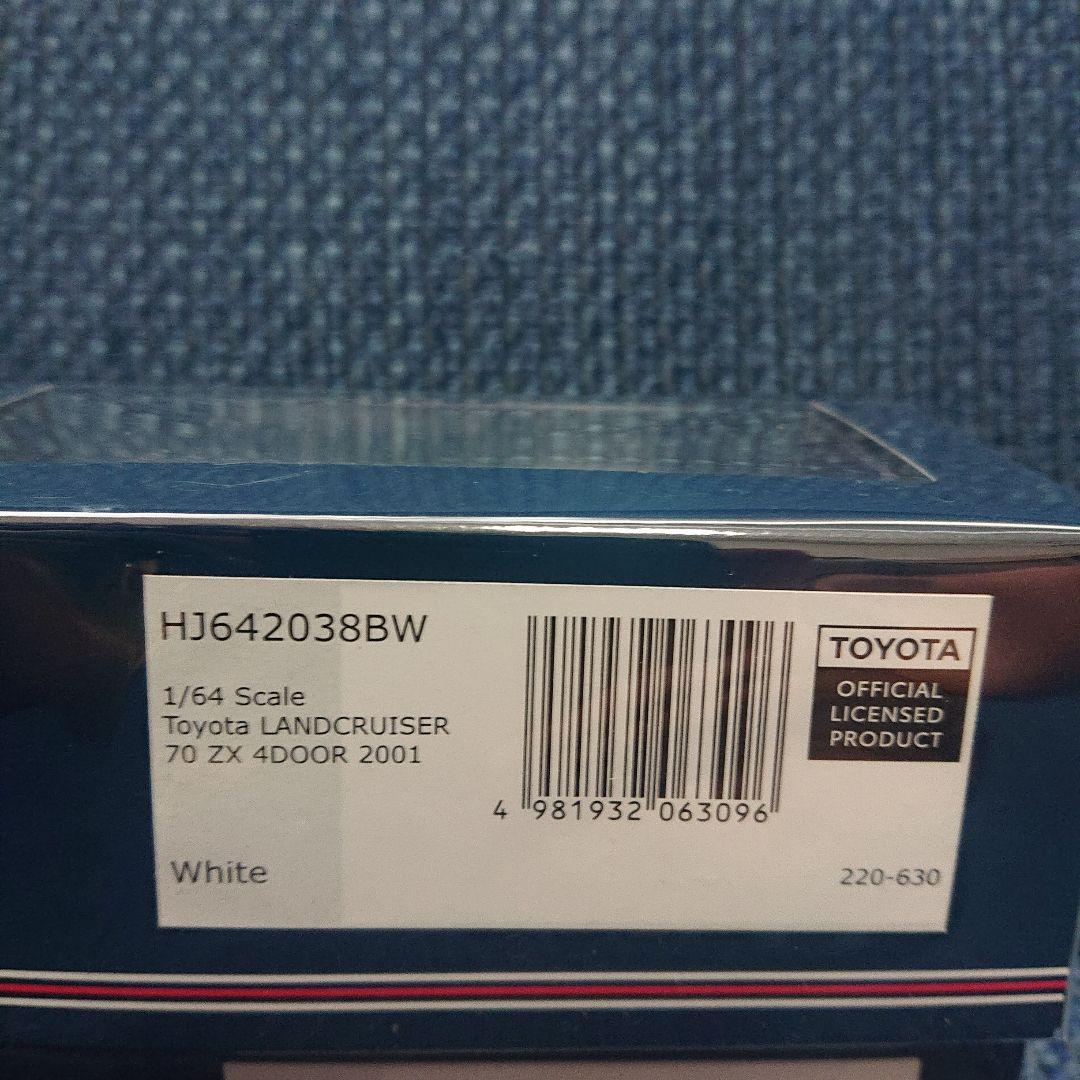 HJ642038BW
1/64 Scale
Toyota LANDCRUISER
70 ZX 4DOOR 2001
White
4 981932 063096
TOYOTA
OFFICIAL
LICENSED
PRODUCT
220-630